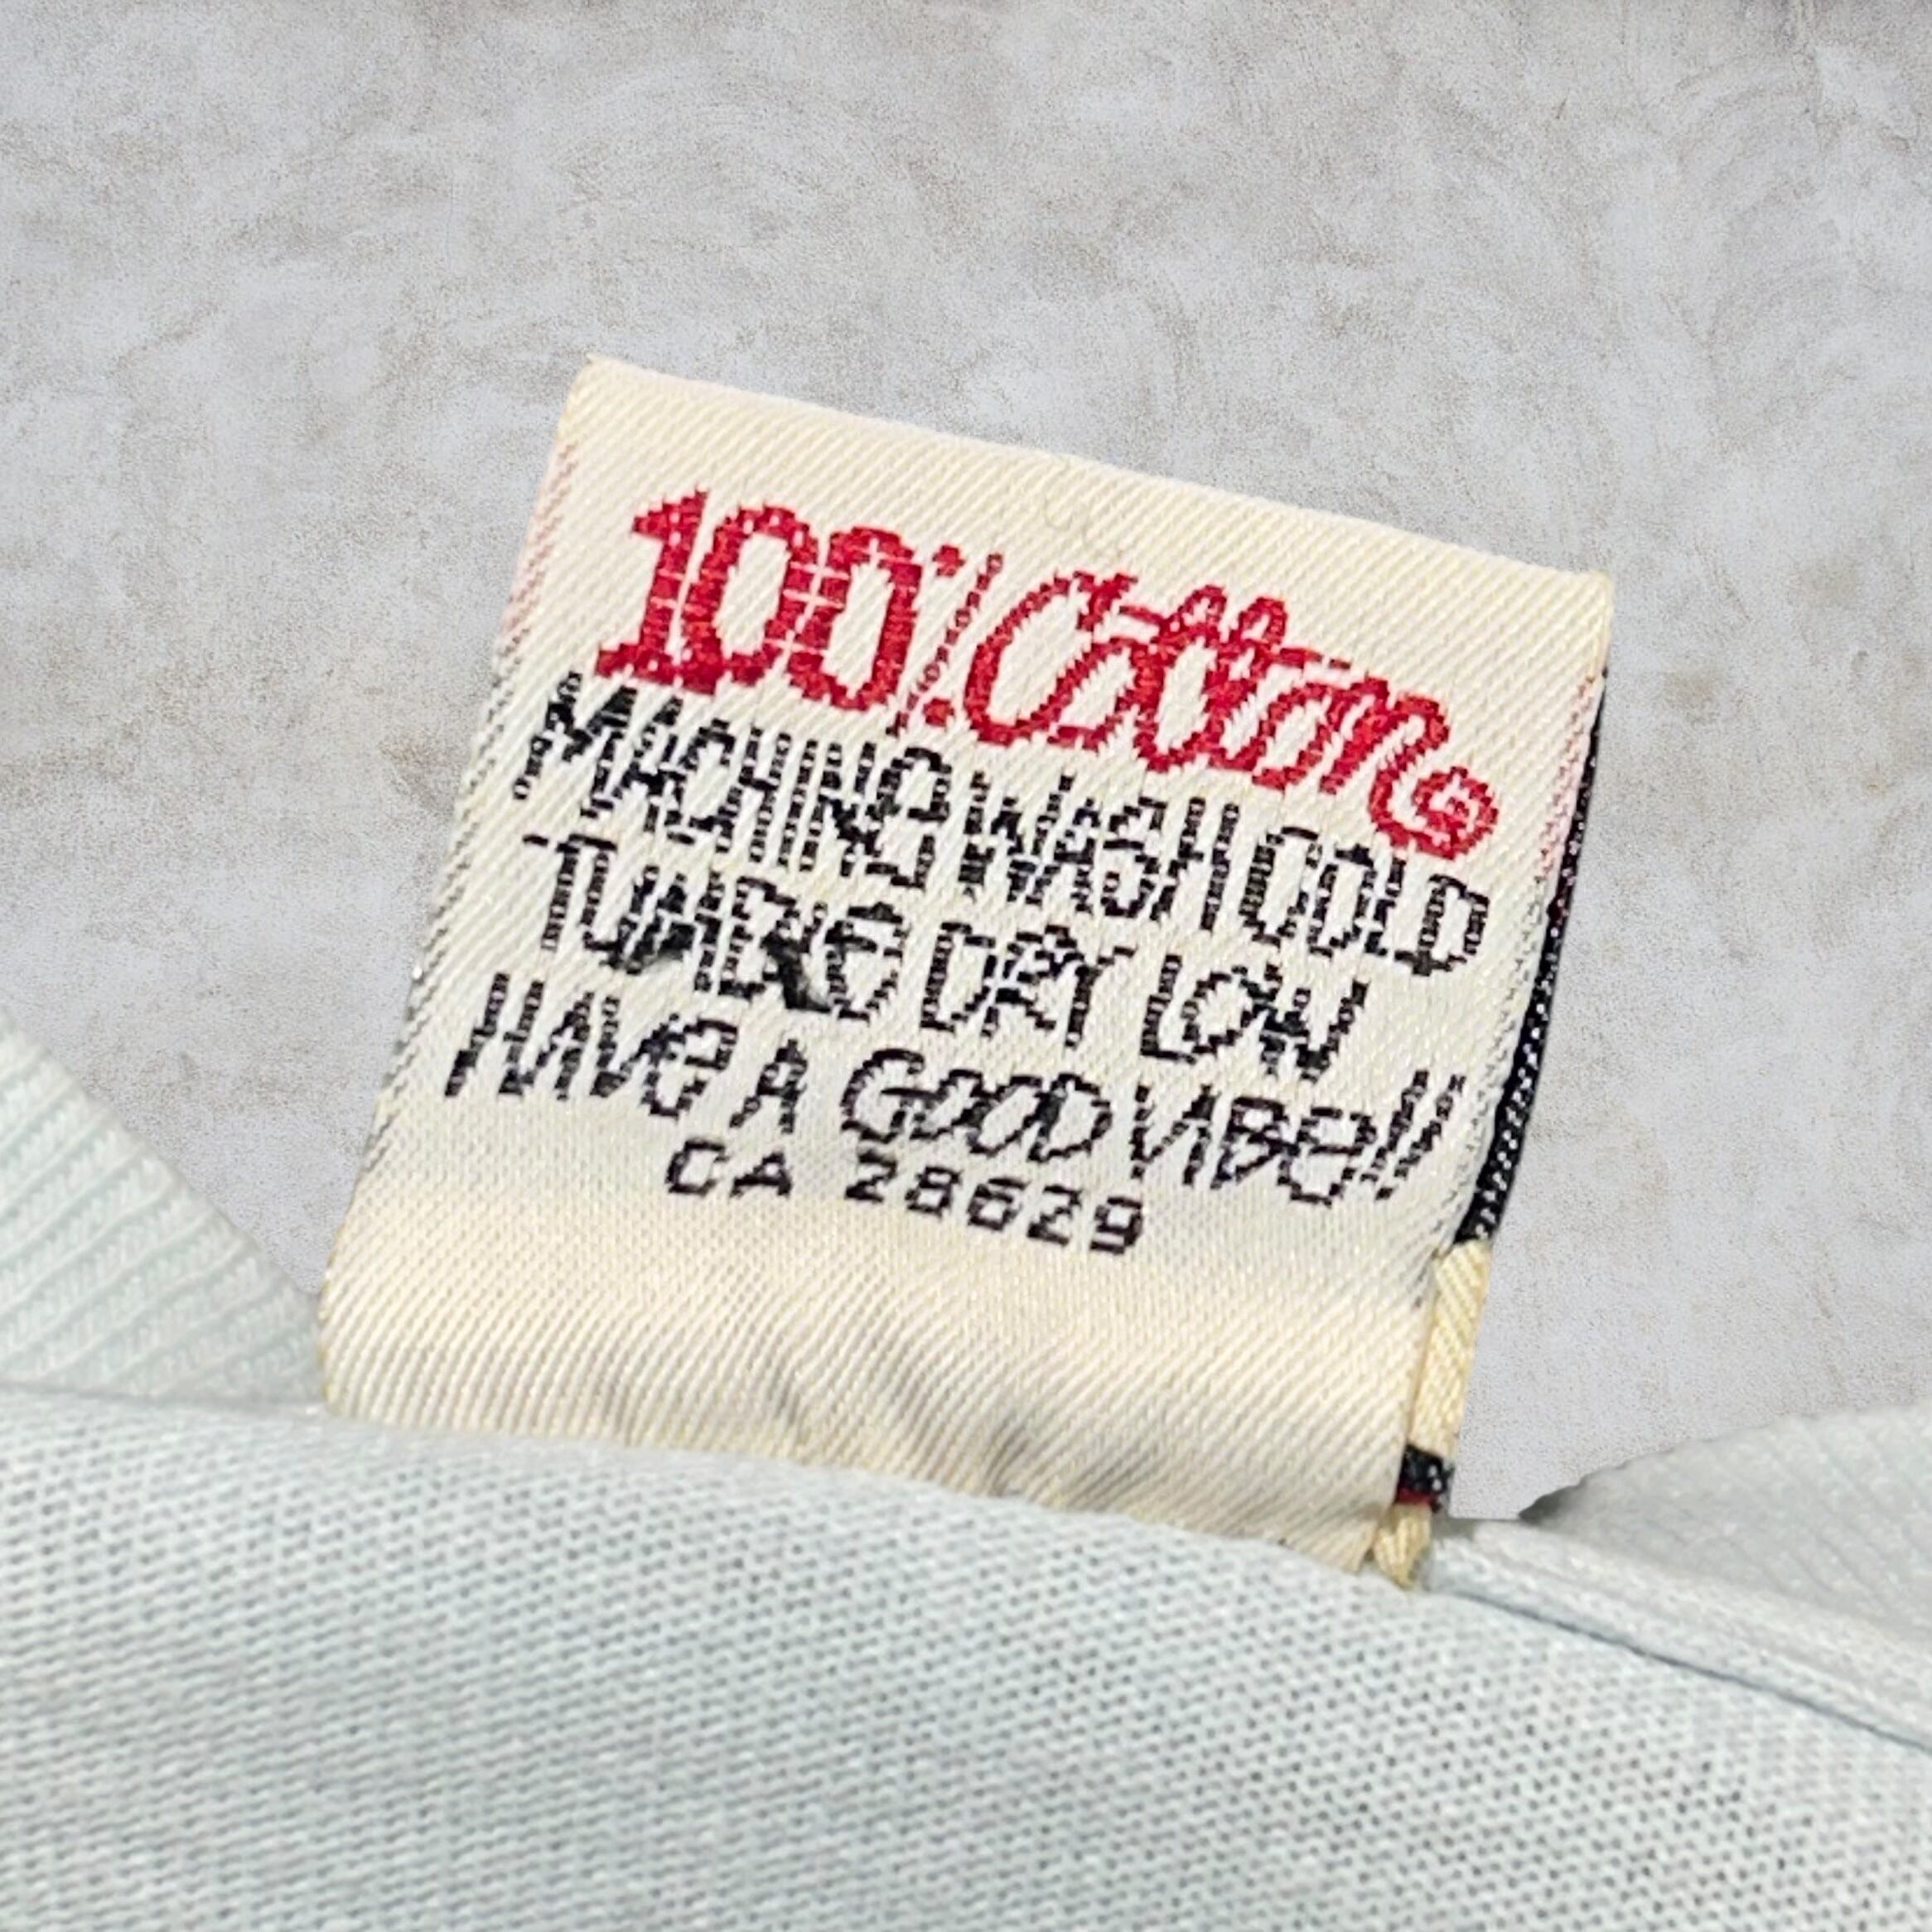 100% Cotton
MACHINE WASH COLD
TUMBLE DRY LOW
HAVE A GOOD VIBE!!
CA 28629